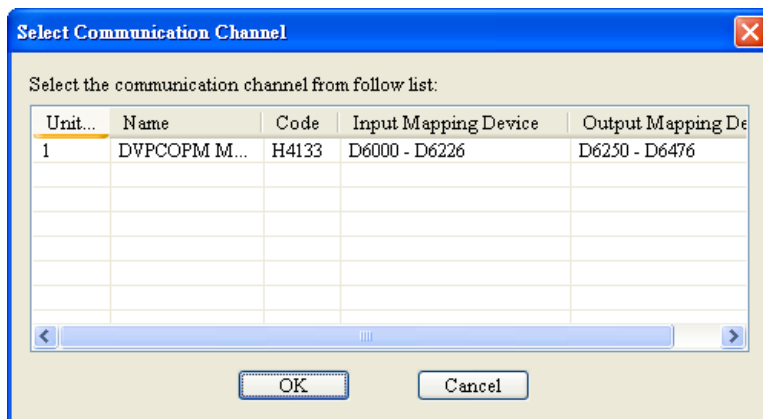 Select Communication Channel
Select the communication channel from follow list:
Unit... Name Code Input Mapping Device Output Mapping De
1 DVPCOPM M... H4133 D6000 - D6226 D6250 - D6476
OK Cancel